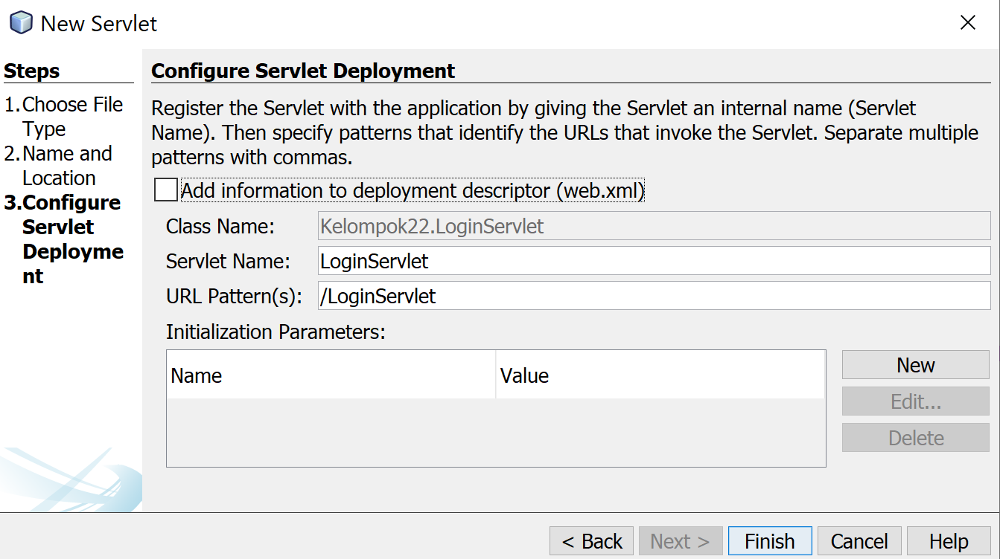 New Servlet
Steps
1. Choose File
Type
2. Name and
Location
3. Configure
Servlet
Deployme
nt
Configure Servlet Deployment
Register the Servlet with the application by giving the Servlet an internal name (Servlet
Name). Then specify patterns that identify the URLs that invoke the Servlet. Separate multiple
patterns with commas.
Add information to deployment descriptor (web.xml)
Class Name: Kelompok22.LoginServlet
Servlet Name: LoginServlet
URL Pattern(s): /LoginServlet
Initialization Parameters:
Name Value
New
Edit...
Delete
< Back Next > Finish Cancel Help